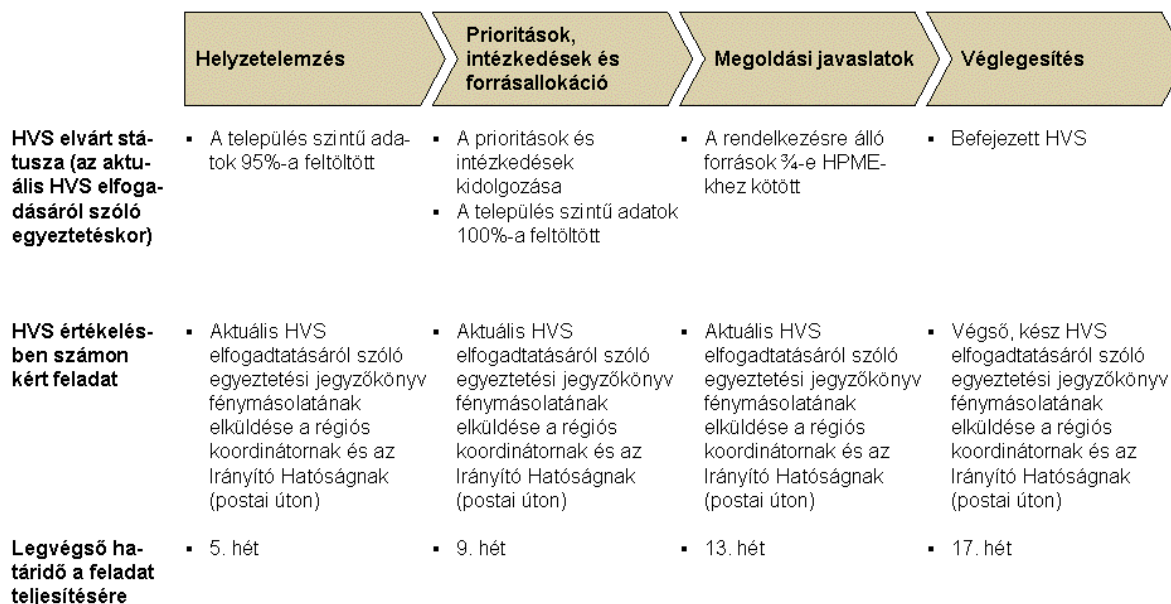 Helyzetelemzés
Prioritások,
intézkedések és
forrásallokáció
Megoldási javaslatok
Véglegesítés
HVS elvárt stá-
tusza (az aktu-
ális HVS elfoga-
dásáról szóló
egyeztetéskor)
▪ A település szintű ada-
tok 95%-a feltöltött
▪ A prioritások és
intézkedések
kidolgozása
▪ A település szintű adatok
100%-a feltöltött
▪ A rendelkezésre álló
források ¾-e HPME-
khez kötött
▪ Befejezett HVS
HVS értékelés-
ben számon
kért feladat
▪ Aktuális HVS
elfogadtatásáról szóló
egyeztetési jegyzőkönyv
fénymásolatának
elküldése a régiós
koordinátornak és az
Irányító Hatóságnak
(postai úton)
▪ Aktuális HVS
elfogadtatásáról szóló
egyeztetési jegyzőkönyv
fénymásolatának
elküldése a régiós
koordinátornak és az
Irányító Hatóságnak
(postai úton)
▪ Aktuális HVS
elfogadtatásáról szóló
egyeztetési jegyzőkönyv
fénymásolatának
elküldése a régiós
koordinátornak és az
Irányító Hatóságnak
(postai úton)
▪ Végső, kész HVS
elfogadtatásáról szóló
egyeztetési jegyzőkönyv
fénymásolatának
elküldése a régiós
koordinátornak és az
Irányító Hatóságnak
(postai úton)
Legvégső ha-
táridő a feladat
teljesítésére
▪ 5. hét
▪ 9. hét
▪ 13. hét
▪ 17. hét